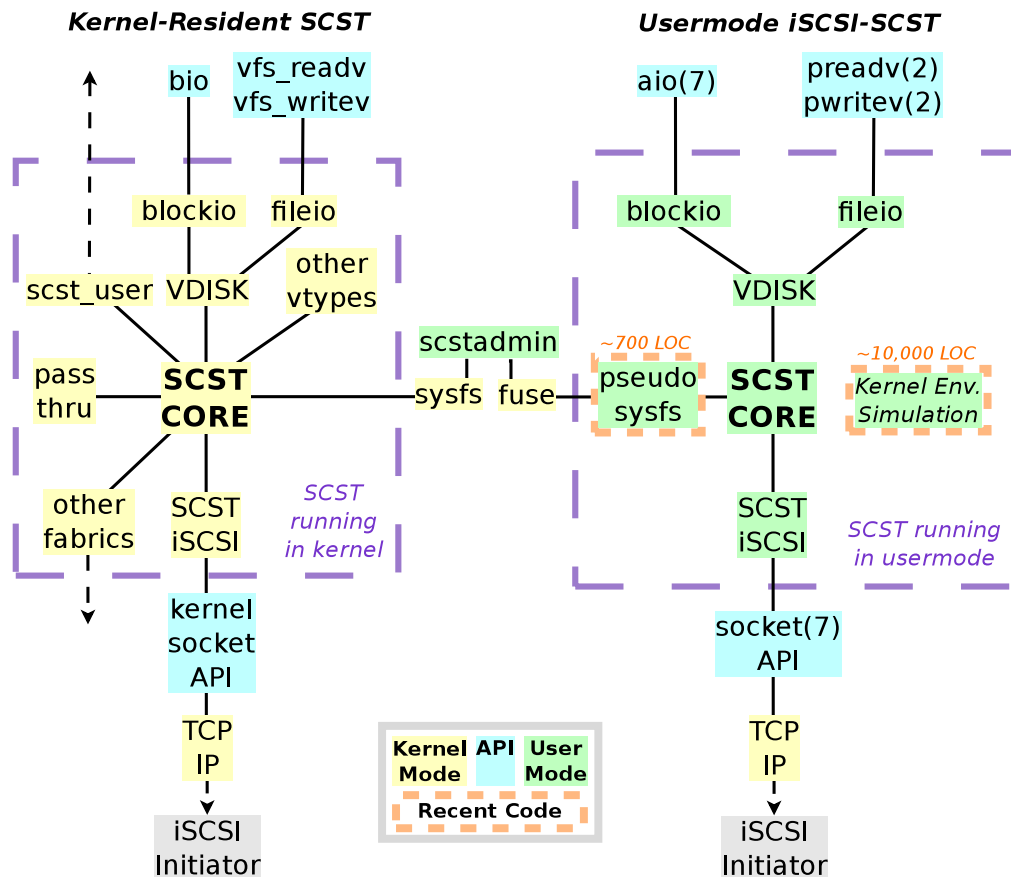 Kernel-Resident SCST
Usermode iSCSI-SCST
bio
vfs_readv
vfs_writev
aio(7)
preadv(2)
pwritev(2)
blockio
fileio
blockio
fileio
scst_user
VDISK
other
vtypes
VDISK
pass
thru
SCST
CORE
scstadmin
sysfs
fuse
~700 LOC
pseudo
sysfs
SCST
CORE
~10,000 LOC
Kernel Env.
Simulation
other
fabrics
SCST
iSCSI
SCST
running
in kernel
SCST
iSCSI
SCST running
in usermode
kernel
socket
API
socket(7)
API
TCP
IP
Kernel
Mode
API
User
Mode
Recent Code
TCP
IP
iSCSI
Initiator
iSCSI
Initiator